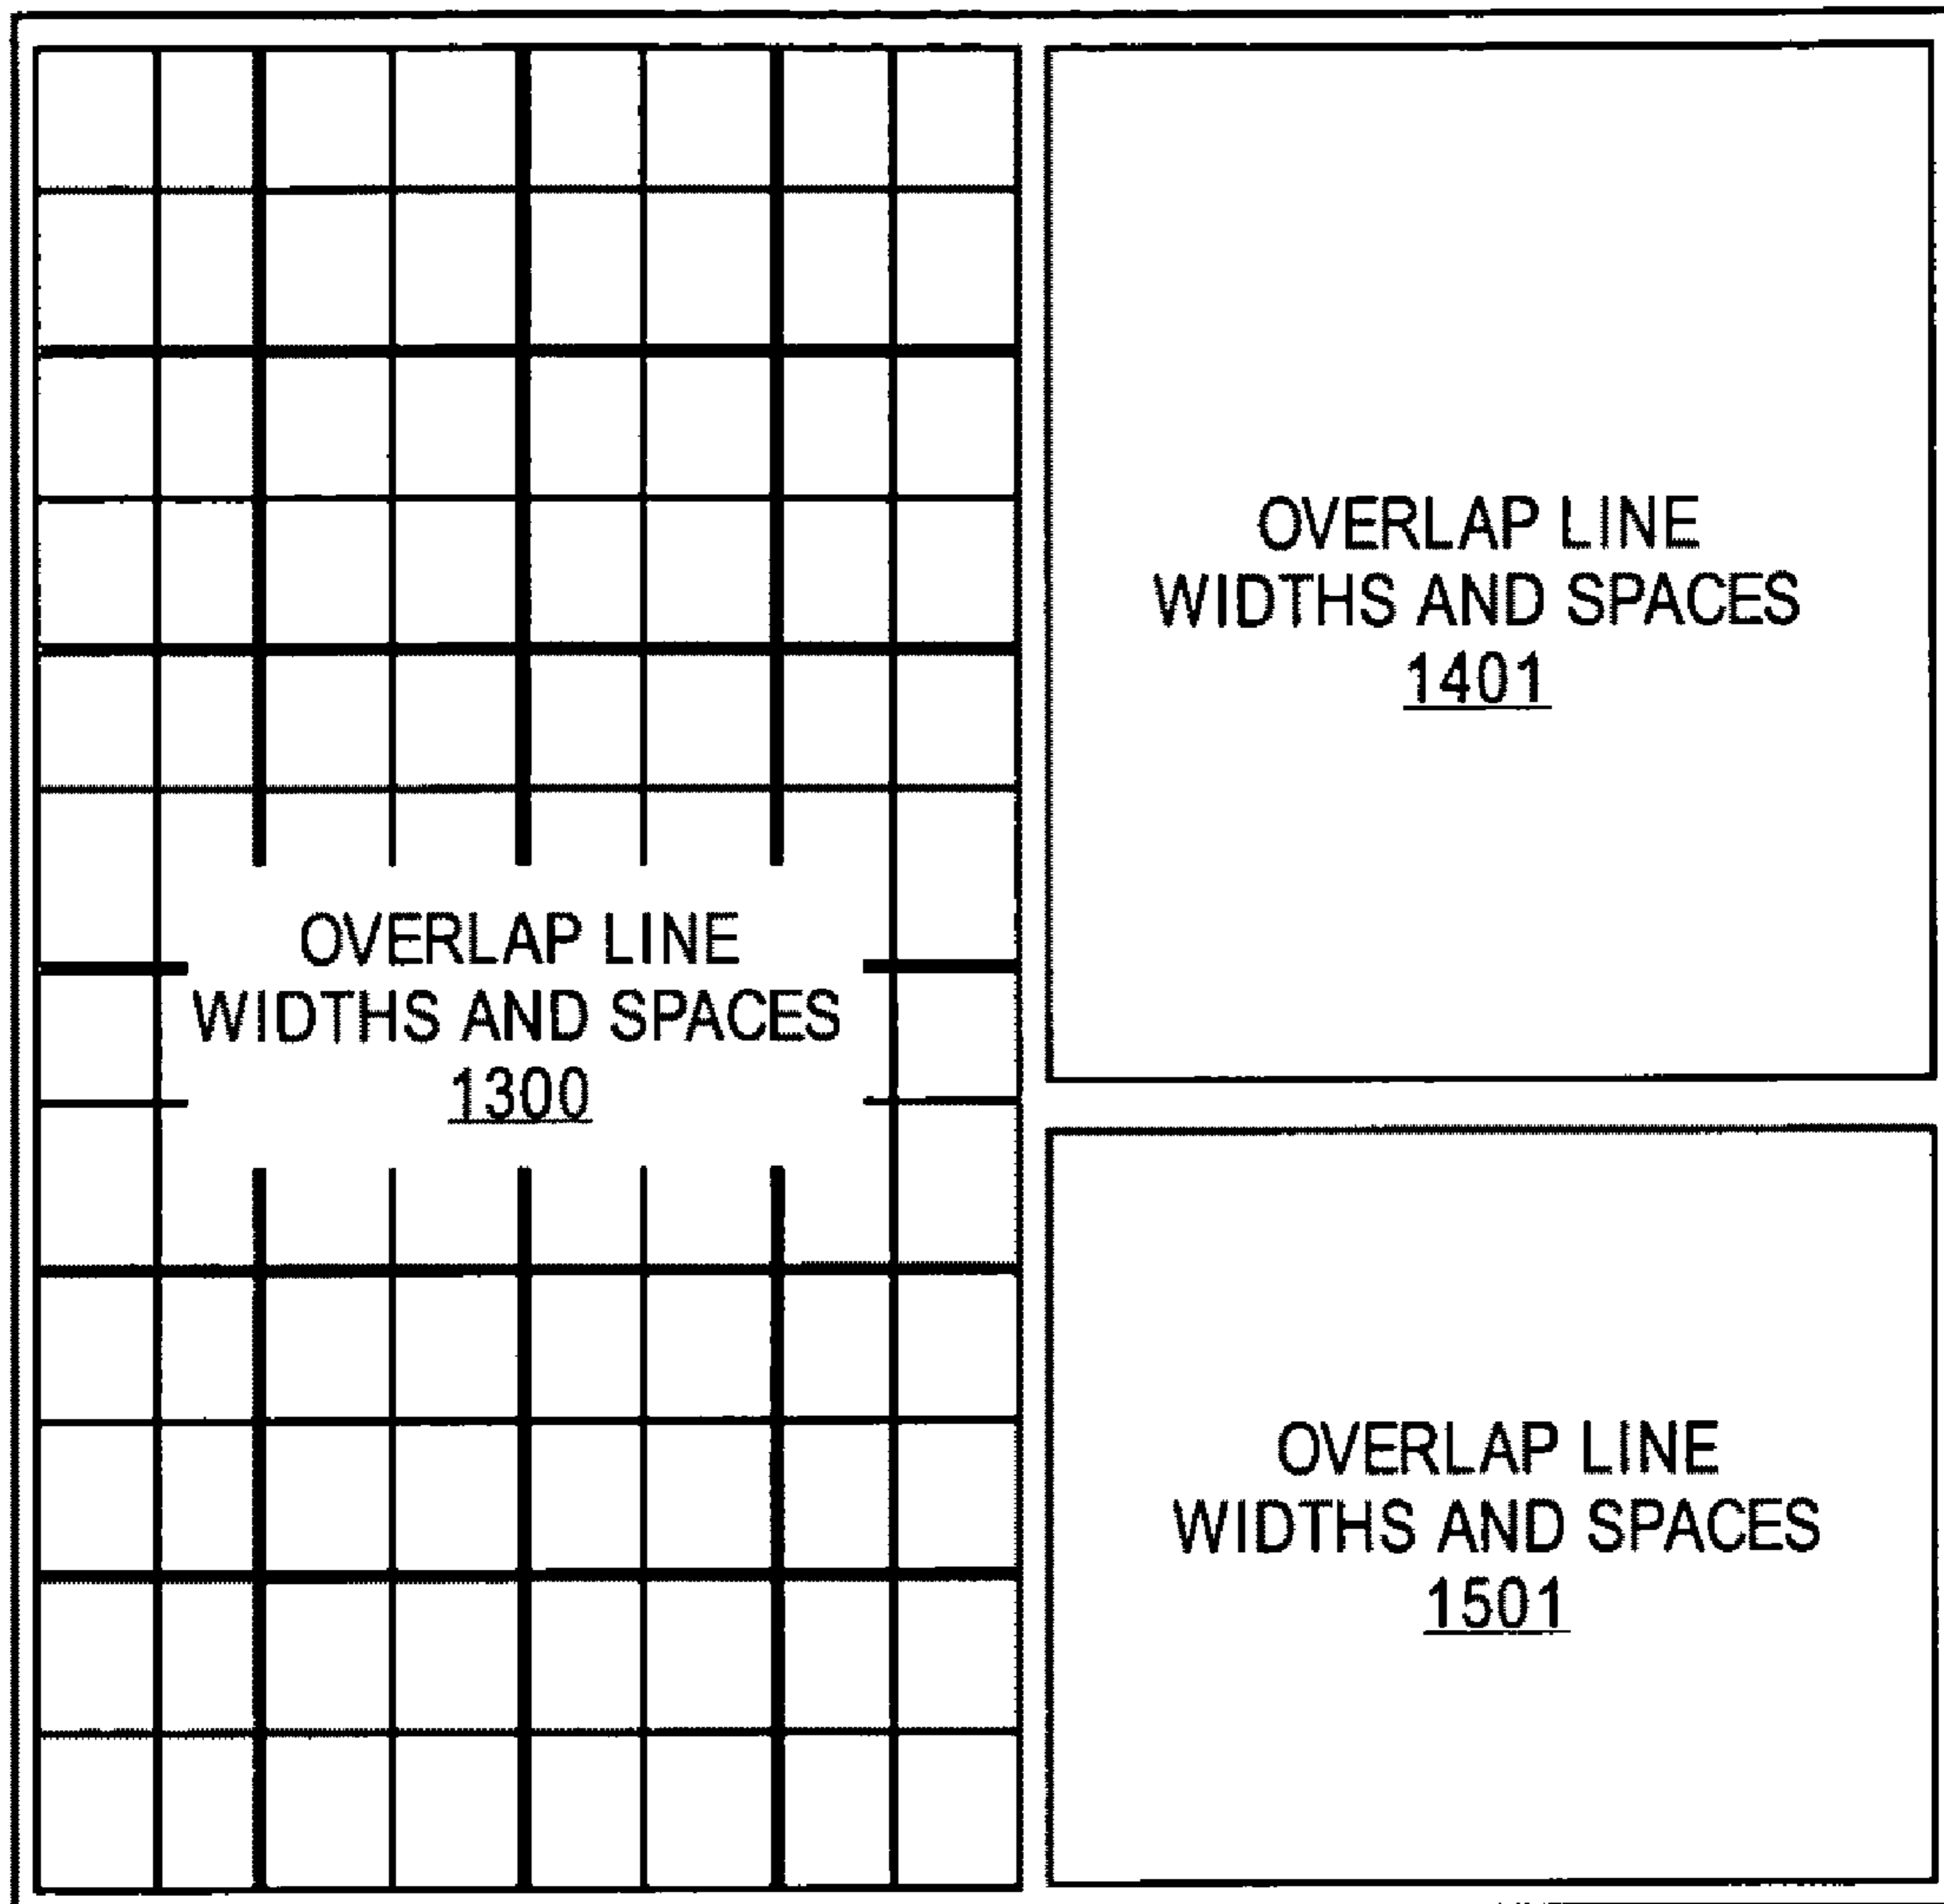 OVERLAP LINE
WIDTHS AND SPACES
1300
OVERLAP LINE
WIDTHS AND SPACES
1401
OVERLAP LINE
WIDTHS AND SPACES
1501